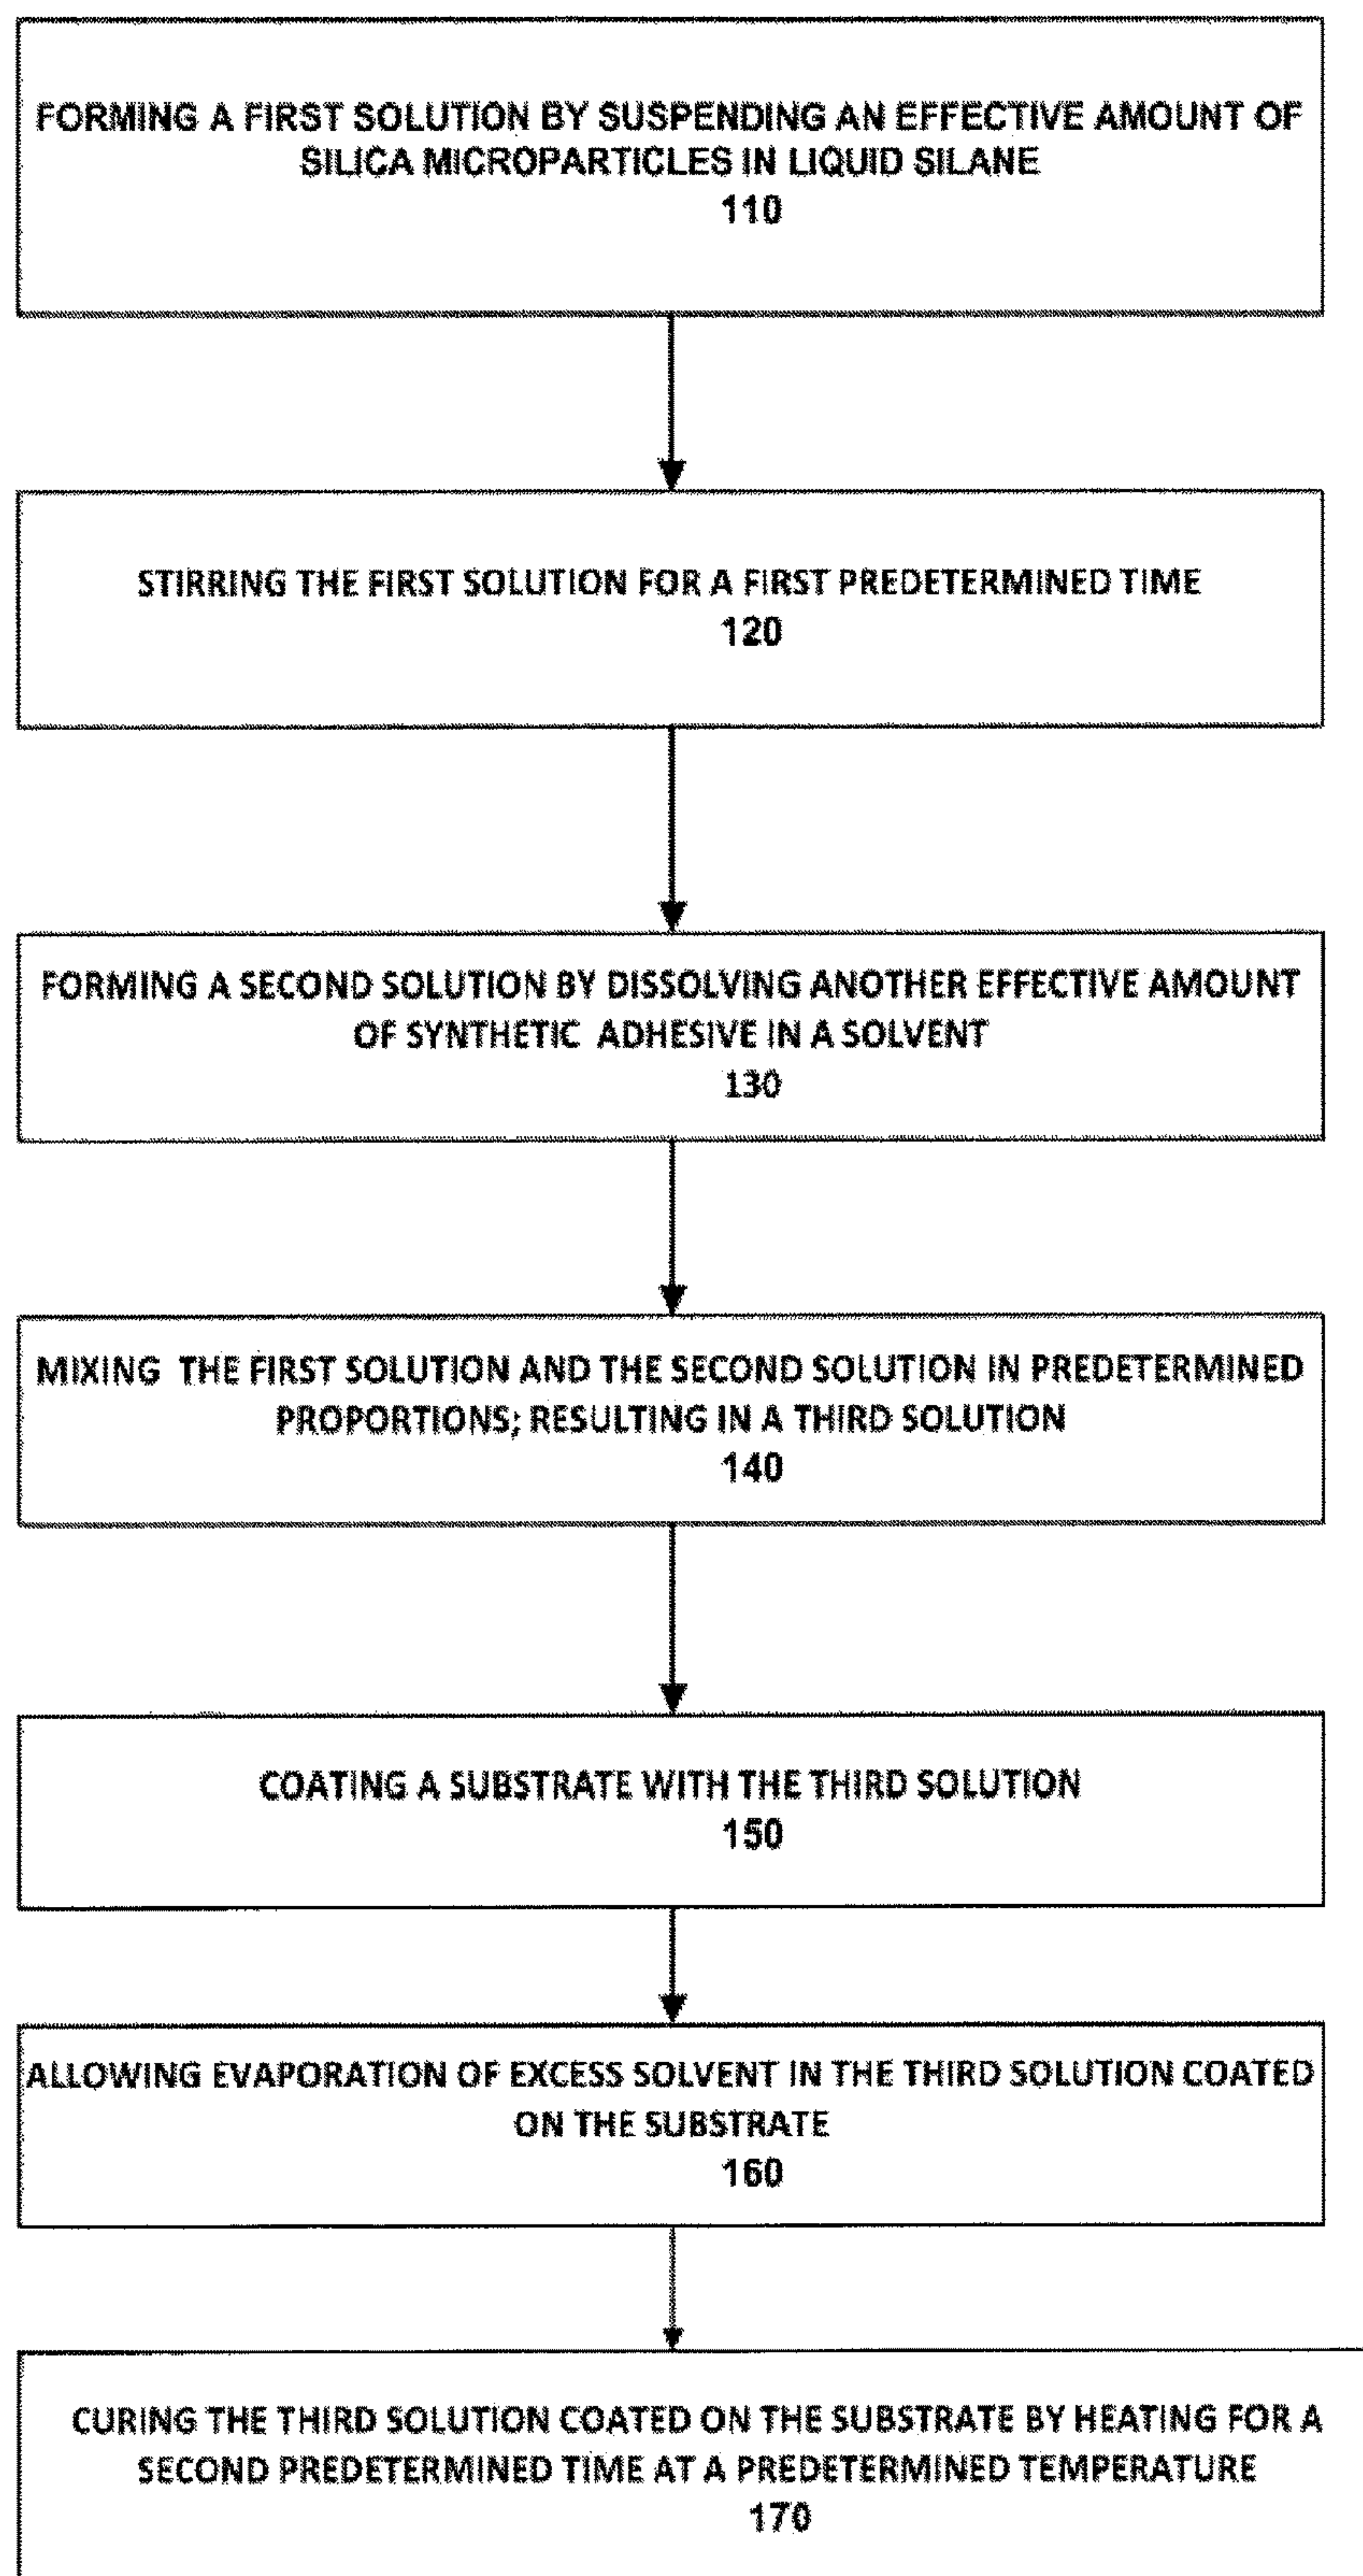 FORMING A FIRST SOLUTION BY SUSPENDING AN EFFECTIVE AMOUNT OF
SILICA MICROPARTICLES IN LIQUID SILANE
110
STIRRING THE FIRST SOLUTION FOR A FIRST PREDETERMINED TIME
120
FORMING A SECOND SOLUTION BY DISSOLVING ANOTHER EFFECTIVE AMOUNT
OF SYNTHETIC ADHESIVE IN A SOLVENT
130
MIXING THE FIRST SOLUTION AND THE SECOND SOLUTION IN PREDETERMINED
PROPORTIONS; RESULTING IN A THIRD SOLUTION
140
COATING A SUBSTRATE WITH THE THIRD SOLUTION
150
ALLOWING EVAPORATION OF EXCESS SOLVENT IN THE THIRD SOLUTION COATED
ON THE SUBSTRATE
160
CURING THE THIRD SOLUTION COATED ON THE SUBSTRATE BY HEATING FOR A
SECOND PREDETERMINED TIME AT A PREDETERMINED TEMPERATURE
170